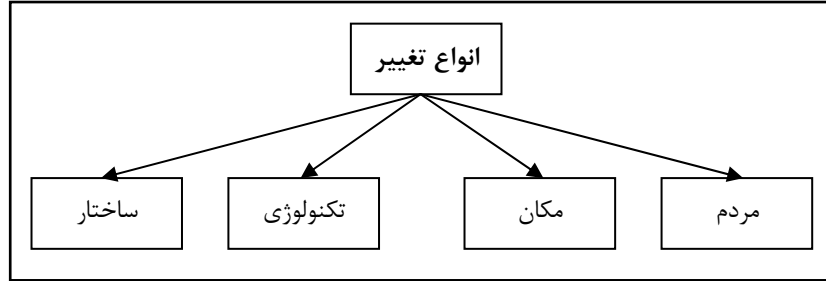 انواع تغییر
مردم
مکان
تکنولوژی
ساختار